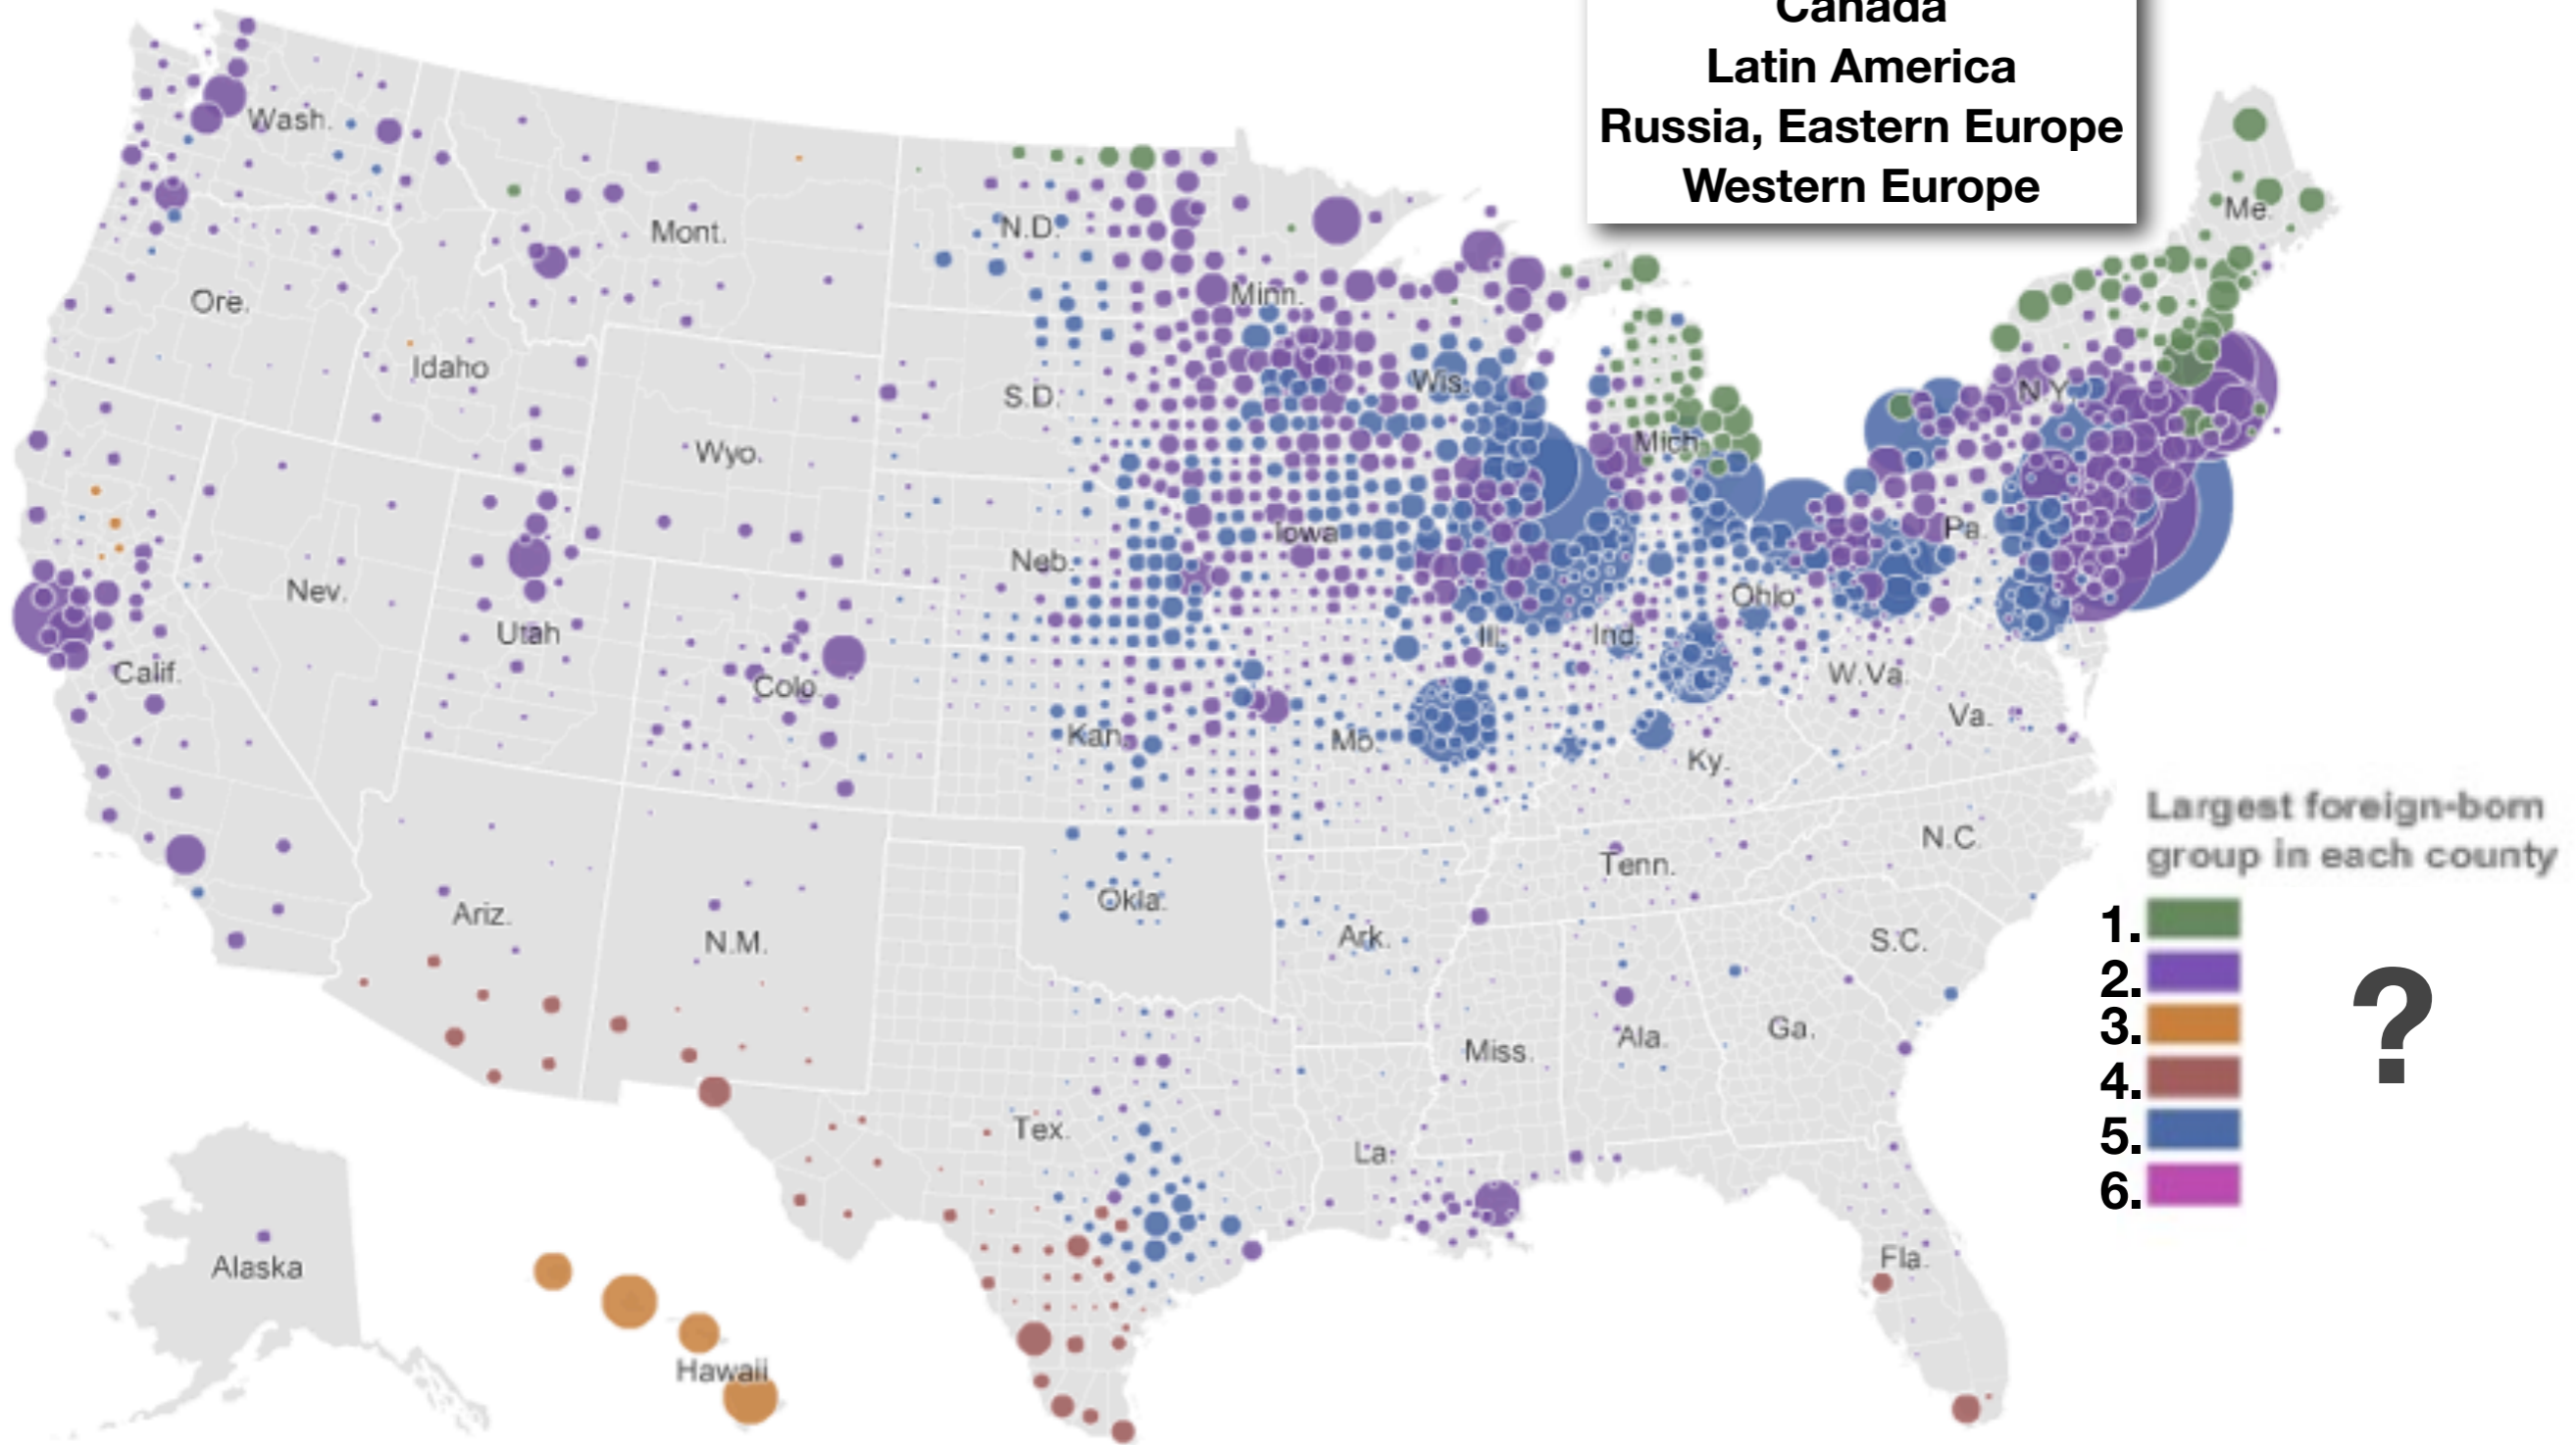 Canada
Latin America
Russia, Eastern Europe
Western Europe
Wash.
Mont.
N.D.
Minn.
Me.
Ore.
Idaho
S.D.
Wis.
Mich.
N.Y.
Wyo.
Iowa
Pa.
Nev.
Neb.
Ohio
Utah
Ill.
Ind.
Calif.
Colo.
W.Va.
Kan.
Mo.
Va.
Ky.
Largest foreign-born
group in each county
Ariz.
N.M.
Okla.
Ark.
Tenn.
N.C.
S.C.
Tex.
La.
Miss.
Ala.
Ga.
1.
2.
3.
4.
5.
6.
?
Alaska
Hawaii
Fla.